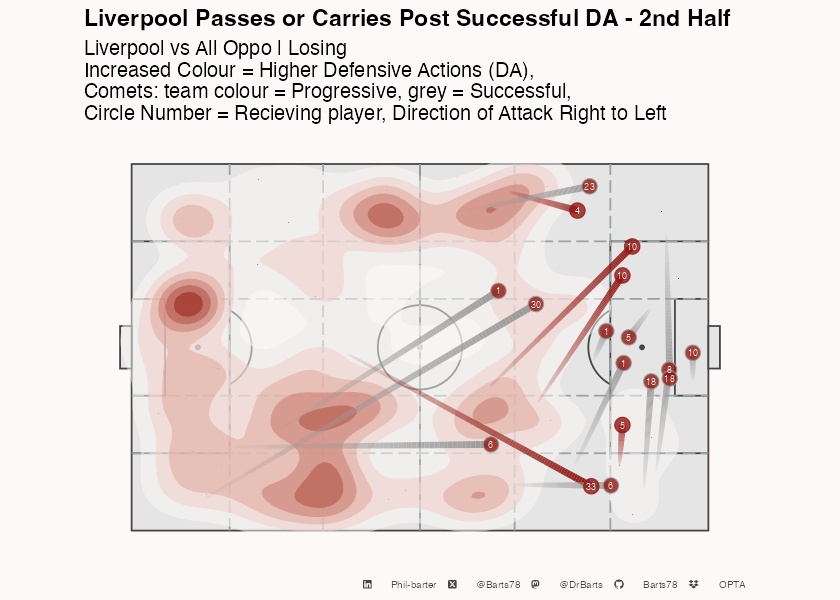 Liverpool Passes or Carries Post Successful DA - 2nd Half
Liverpool vs All Oppo l Losing
Increased Colour = Higher Defensive Actions (DA),
Comets: team colour = Progressive, grey = Successful,
Circle Number = Recieving player, Direction of Attack Right to Left
23
4
10
10
1
30
1
5
10
1
8
18
18
5
6
33
6
Phil-barter @Barts78 @DrBarts Barts78 OPTA